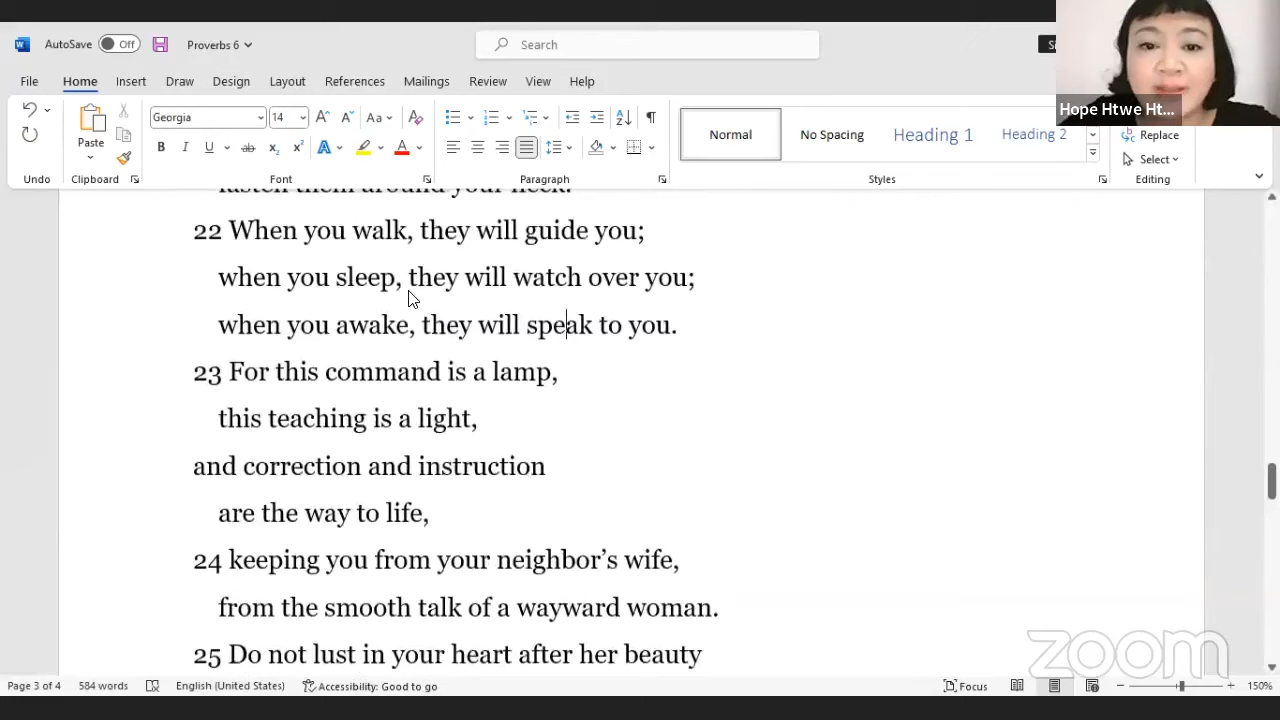 AutoSave Off Proverbs 6 Search
Hope Htwe Ht...
File Home Insert Draw Design Layout References Mailings Review View Help
Georgia 14 Aa
Paste
Normal No Spacing Heading 1 Heading 2
Replace
Select
Undo Clipboard Font Paragraph Styles Editing
fasten them around your neck.
22 When you walk, they will guide you;
when you sleep, they will watch over you;
when you awake, they will speak to you.
23 For this command is a lamp,
this teaching is a light,
and correction and instruction
are the way to life,
24 keeping you from your neighbor’s wife,
from the smooth talk of a wayward woman.
25 Do not lust in your heart after her beauty
zoom
Page 3 of 4 584 words English (United States) Accessibility: Good to go Focus 150%